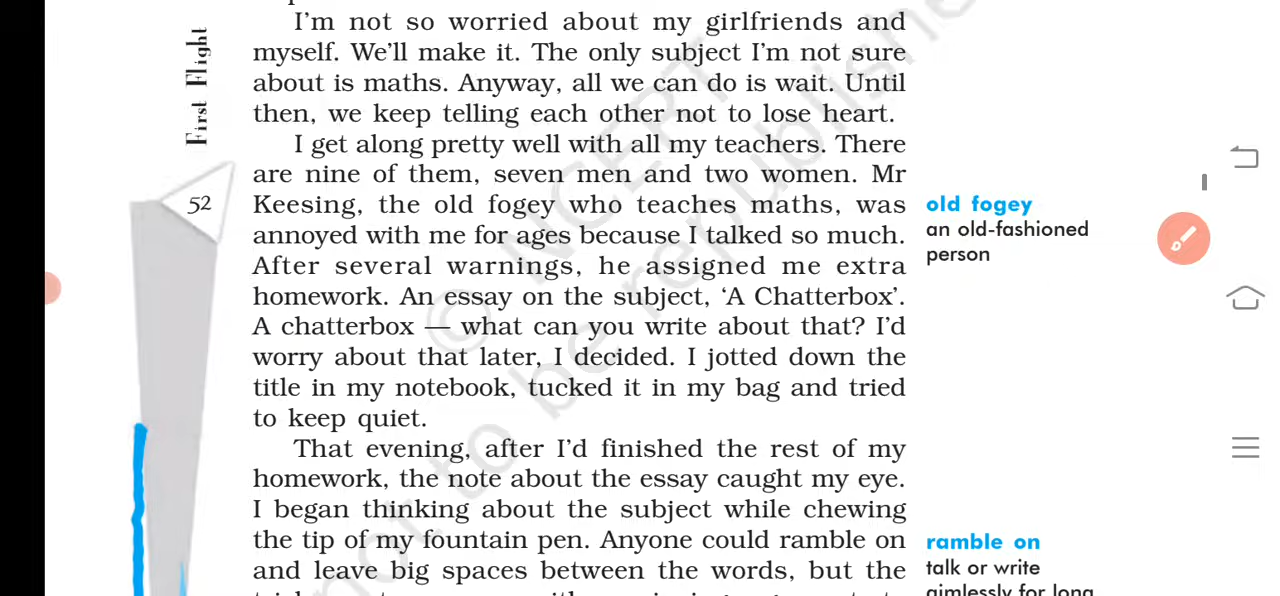 I'm not so worried about my girlfriends and
myself. We'll make it. The only subject I'm not sure
about is maths. Anyway, all we can do is wait. Until
then, we keep telling each other not to lose heart.
I get along pretty well with all my teachers. There
are nine of them, seven men and two women. Mr
Keesing, the old fogey who teaches maths, was
annoyed with me for ages because I talked so much.
After several warnings, he assigned me extra
homework. An essay on the subject, ‘A Chatterbox’.
A chatterbox — what can you write about that? I'd
worry about that later, I decided. I jotted down the
title in my notebook, tucked it in my bag and tried
to keep quiet.
That evening, after I'd finished the rest of my
homework, the note about the essay caught my eye.
I began thinking about the subject while chewing
the tip of my fountain pen. Anyone could ramble on
and leave big spaces between the words, but the
First Flight
52
old fogey
an old-fashioned
person
ramble on
talk or write
aimlessly for long
© NCERT
not to be republished